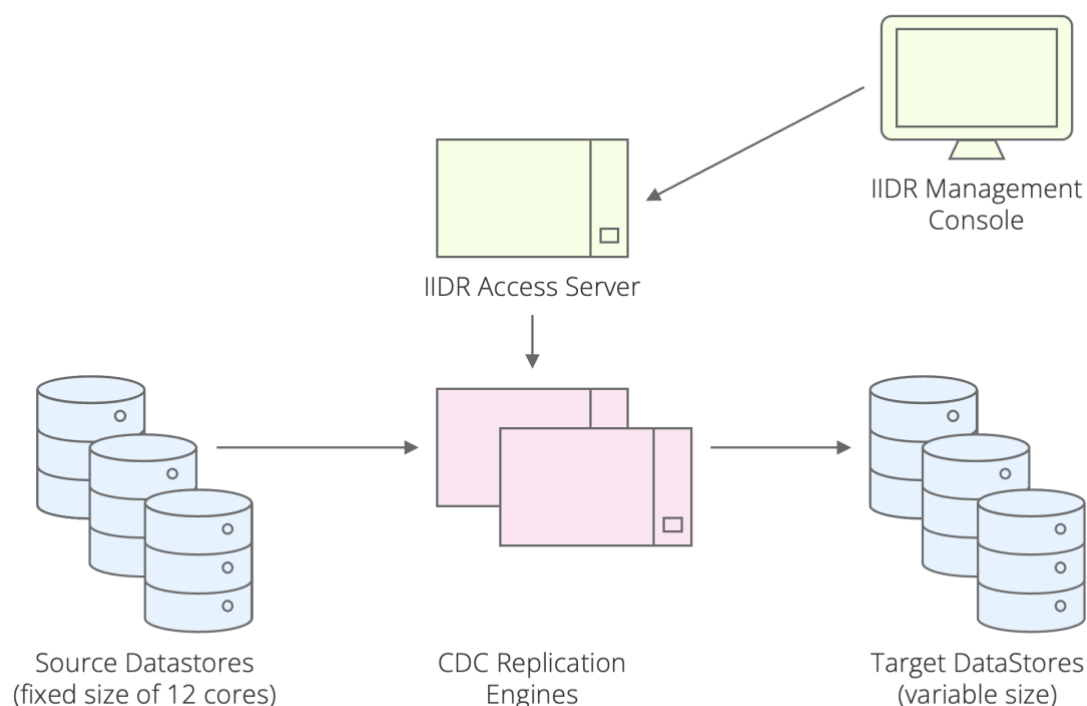 IIDR Management
Console
IIDR Access Server
Source Datastores
(fixed size of 12 cores)
CDC Replication
Engines
Target DataStores
(variable size)